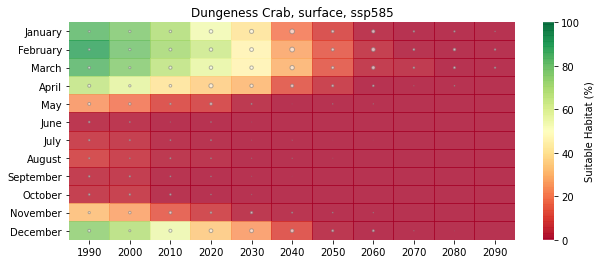 Dungeness Crab, surface, ssp585
January
February
March
April
May
June
July
August
September
October
November
December
1990 2000 2010 2020 2030 2040 2050 2060 2070 2080 2090
100
80
60
40
20
0
Suitable Habitat (%)